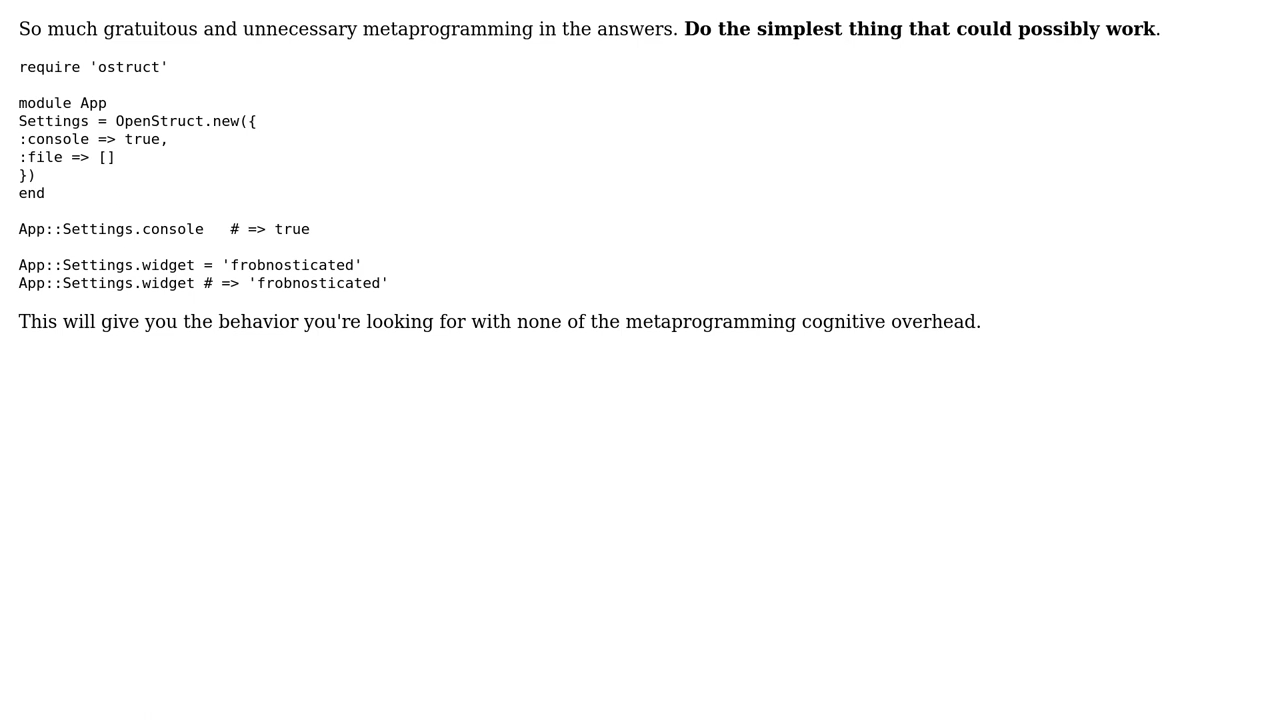 So much gratuitous and unnecessary metaprogramming in the answers. Do the simplest thing that could possibly work.
require 'ostruct'
module App
Settings = OpenStruct.new({
:console => true,
:file => []
})
end
App::Settings.console   # => true
App::Settings.widget = 'frobnosticated'
App::Settings.widget # => 'frobnosticated'
This will give you the behavior you're looking for with none of the metaprogramming cognitive overhead.